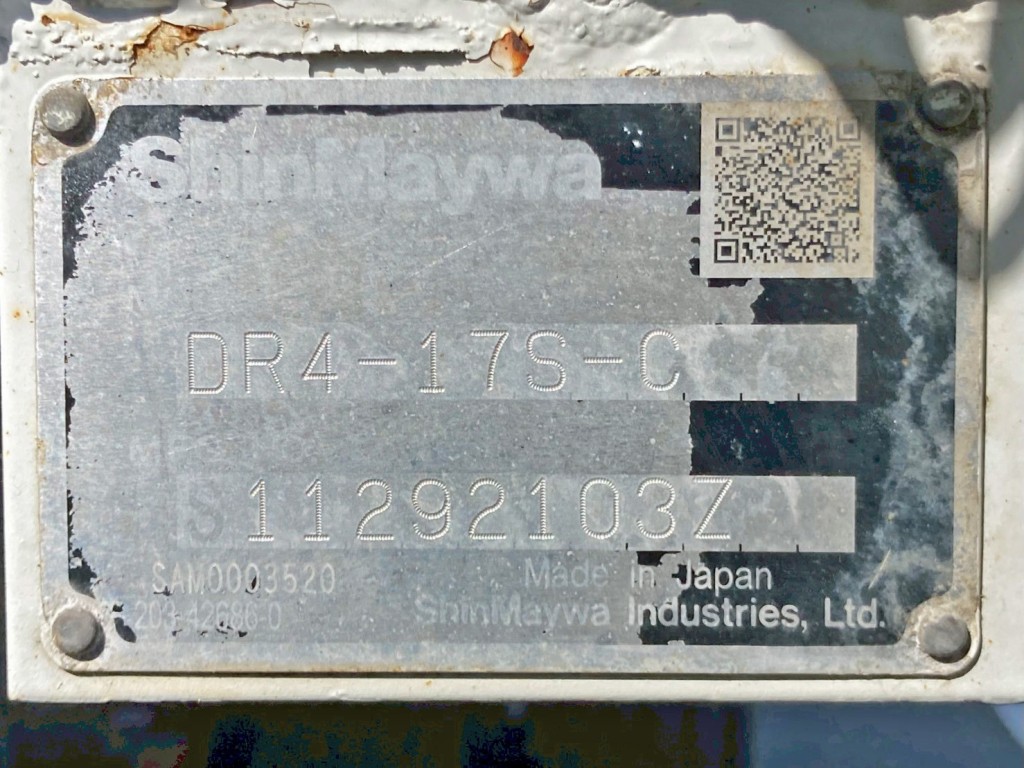 ShinMaywa
DR4-17S-C
11292103Z
SAM0003520
Made in Japan
203-42686-0
ShinMaywa Industries, Ltd.